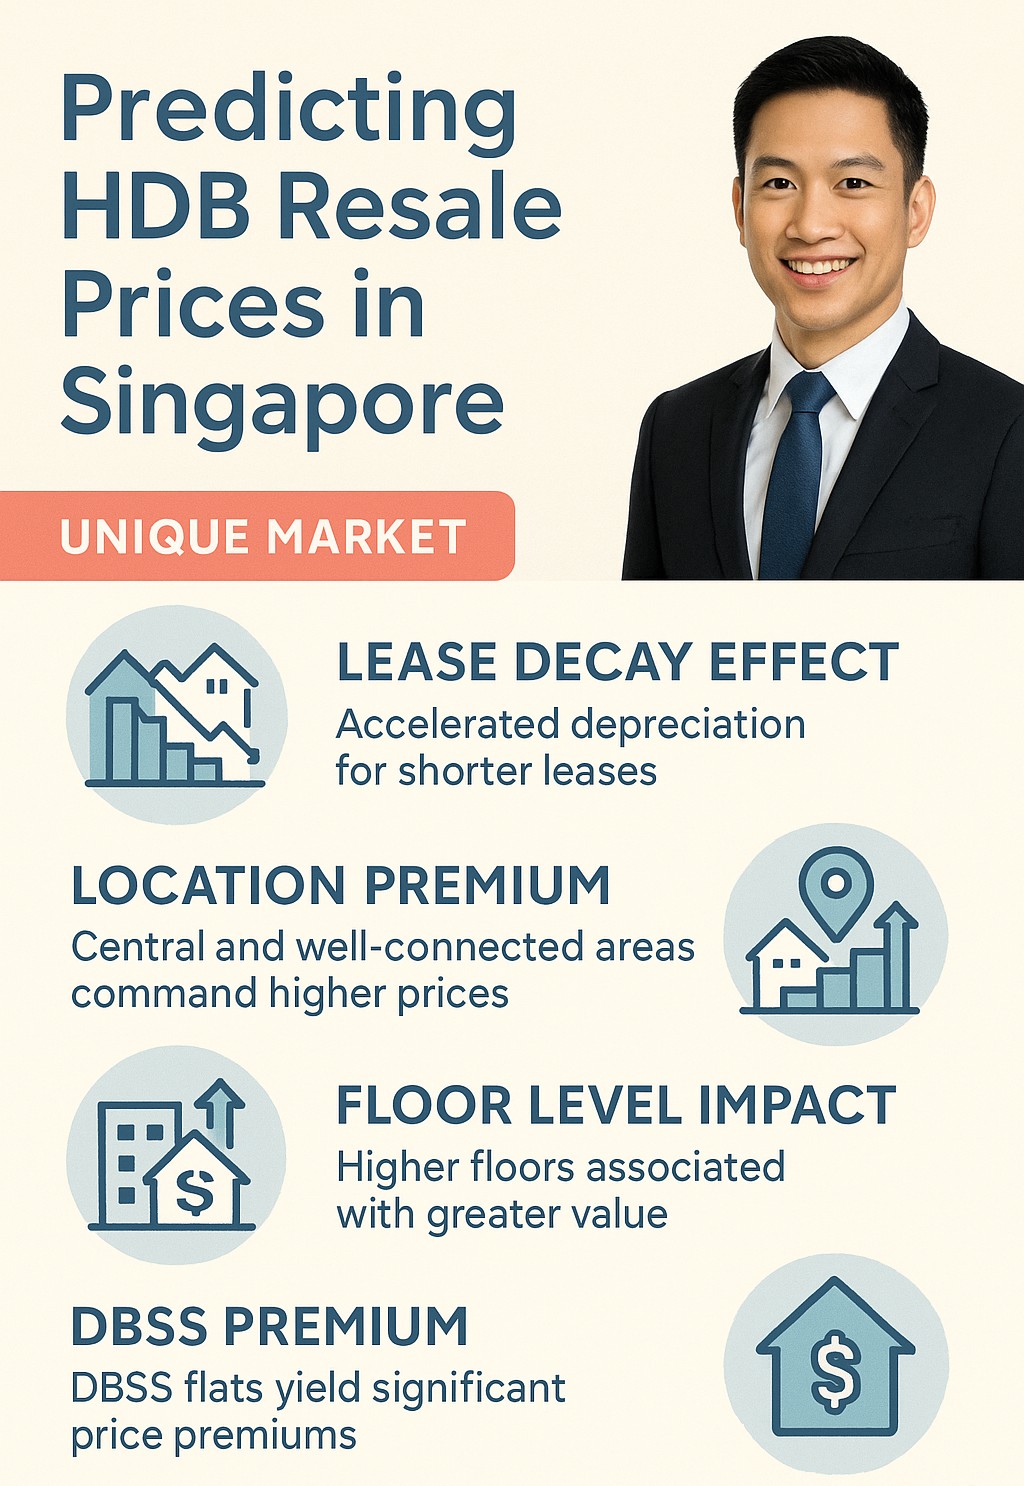 Predicting
HDB Resale
Prices in
Singapore
UNIQUE MARKET
LEASE DECAY EFFECT
Accelerated depreciation
for shorter leases
LOCATION PREMIUM
Central and well-connected areas
command higher prices
FLOOR LEVEL IMPACT
Higher floors associated
with greater value
$
DBSS PREMIUM
DBSS flats yield significant
price premiums
$